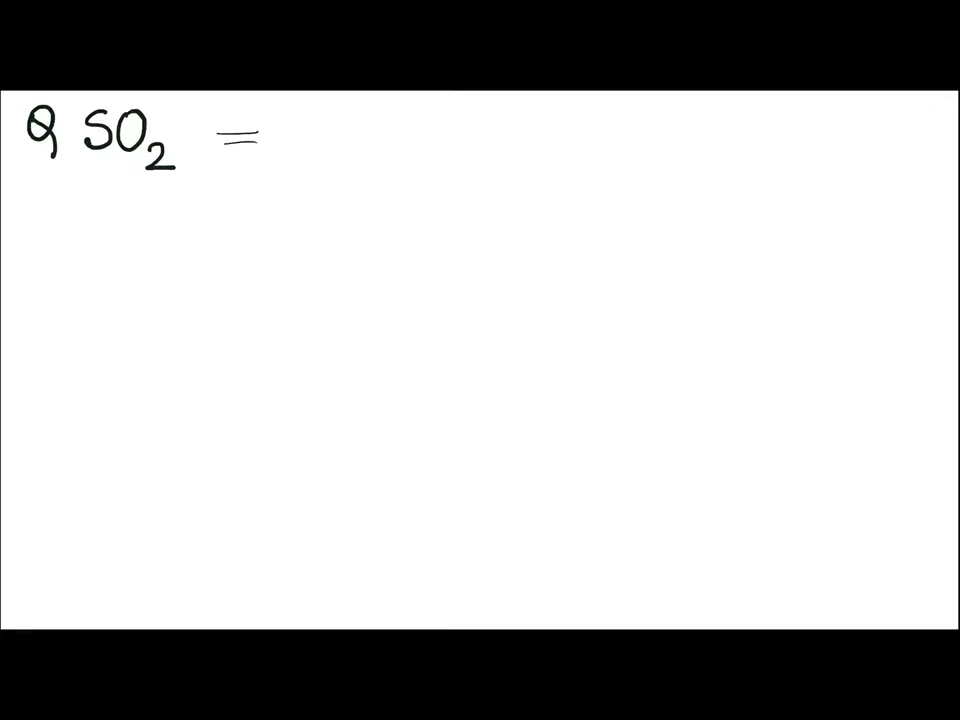 Q SO₂ =